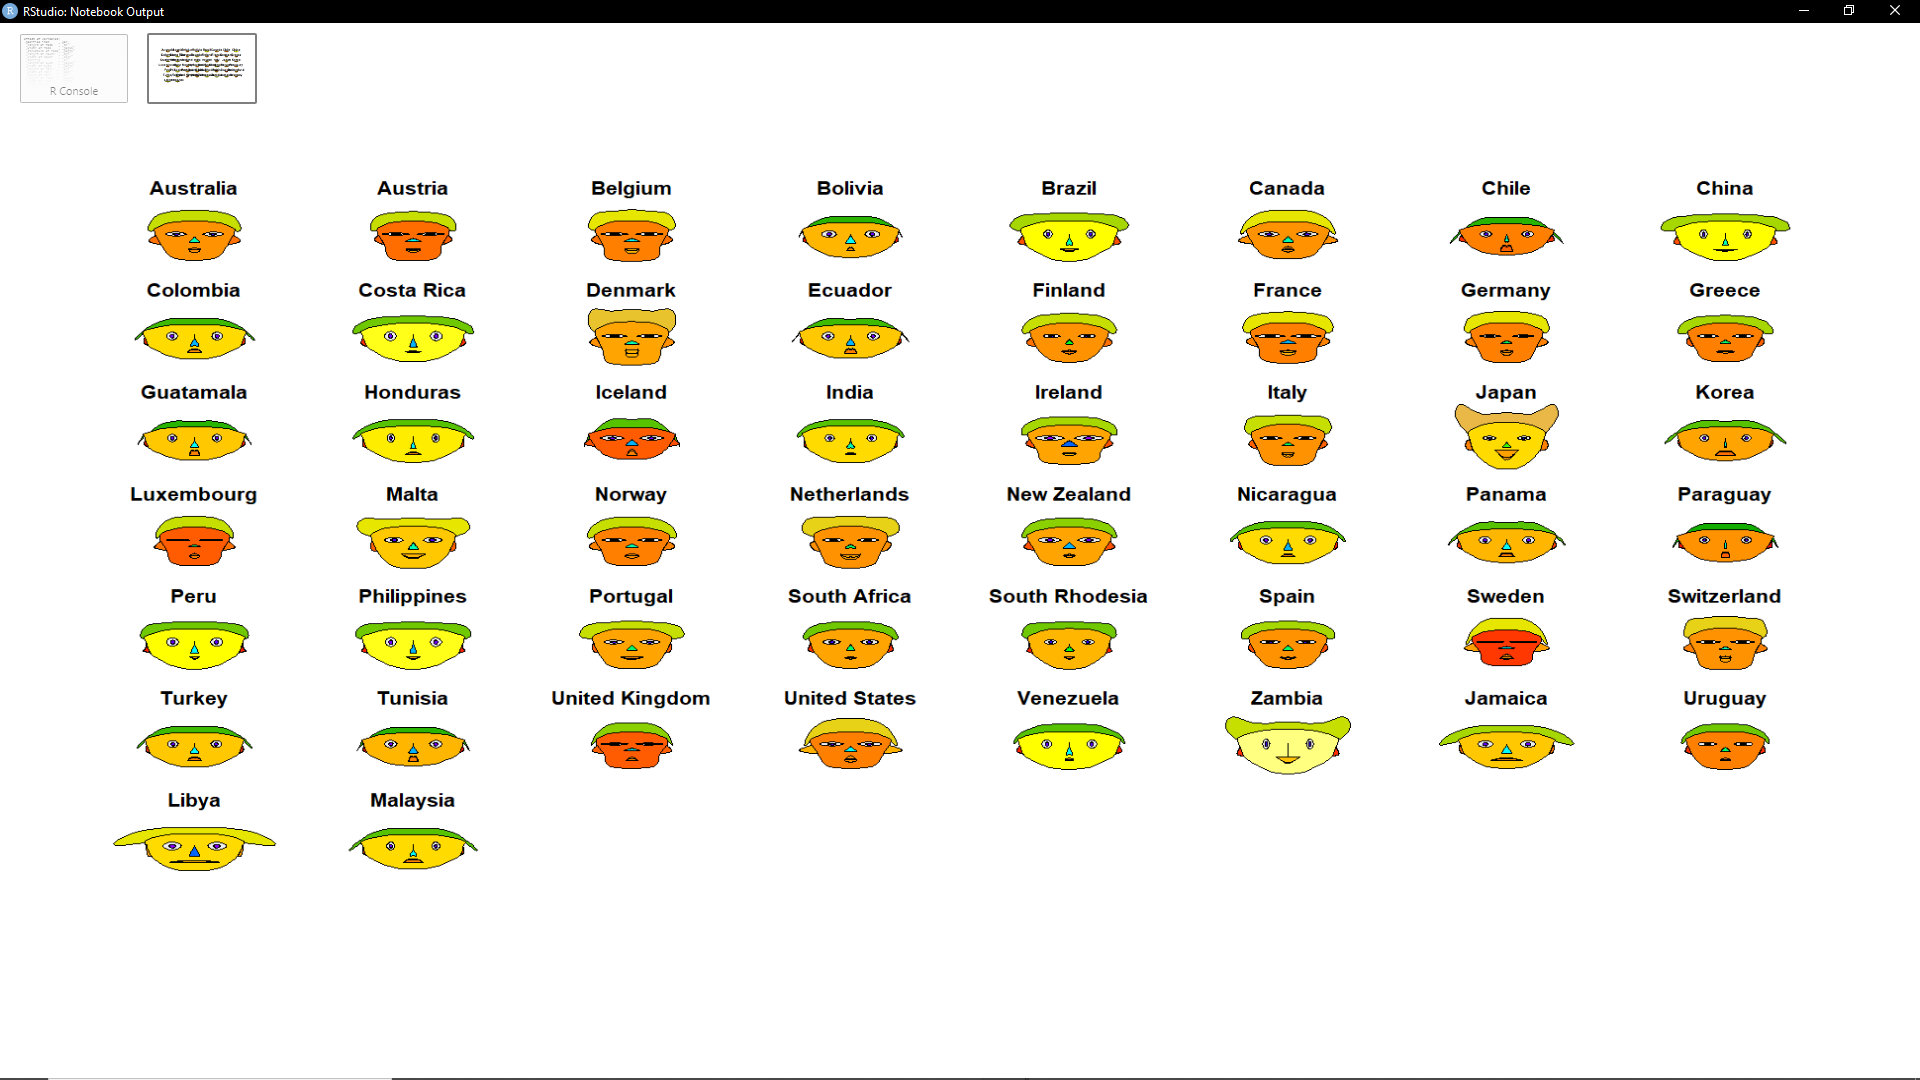 RStudio: Notebook Output
R Console
Australia Austria Belgium Bolivia Brazil Canada Chile China
Colombia Costa Rica Denmark Ecuador Finland France Germany Greece
Guatamala Honduras Iceland India Ireland Italy Japan Korea
Luxembourg Malta Norway Netherlands New Zealand Nicaragua Panama Paraguay
Peru Philippines Portugal South Africa South Rhodesia Spain Sweden Switzerland
Turkey Tunisia United Kingdom United States Venezuela Zambia Jamaica Uruguay
Libya Malaysia